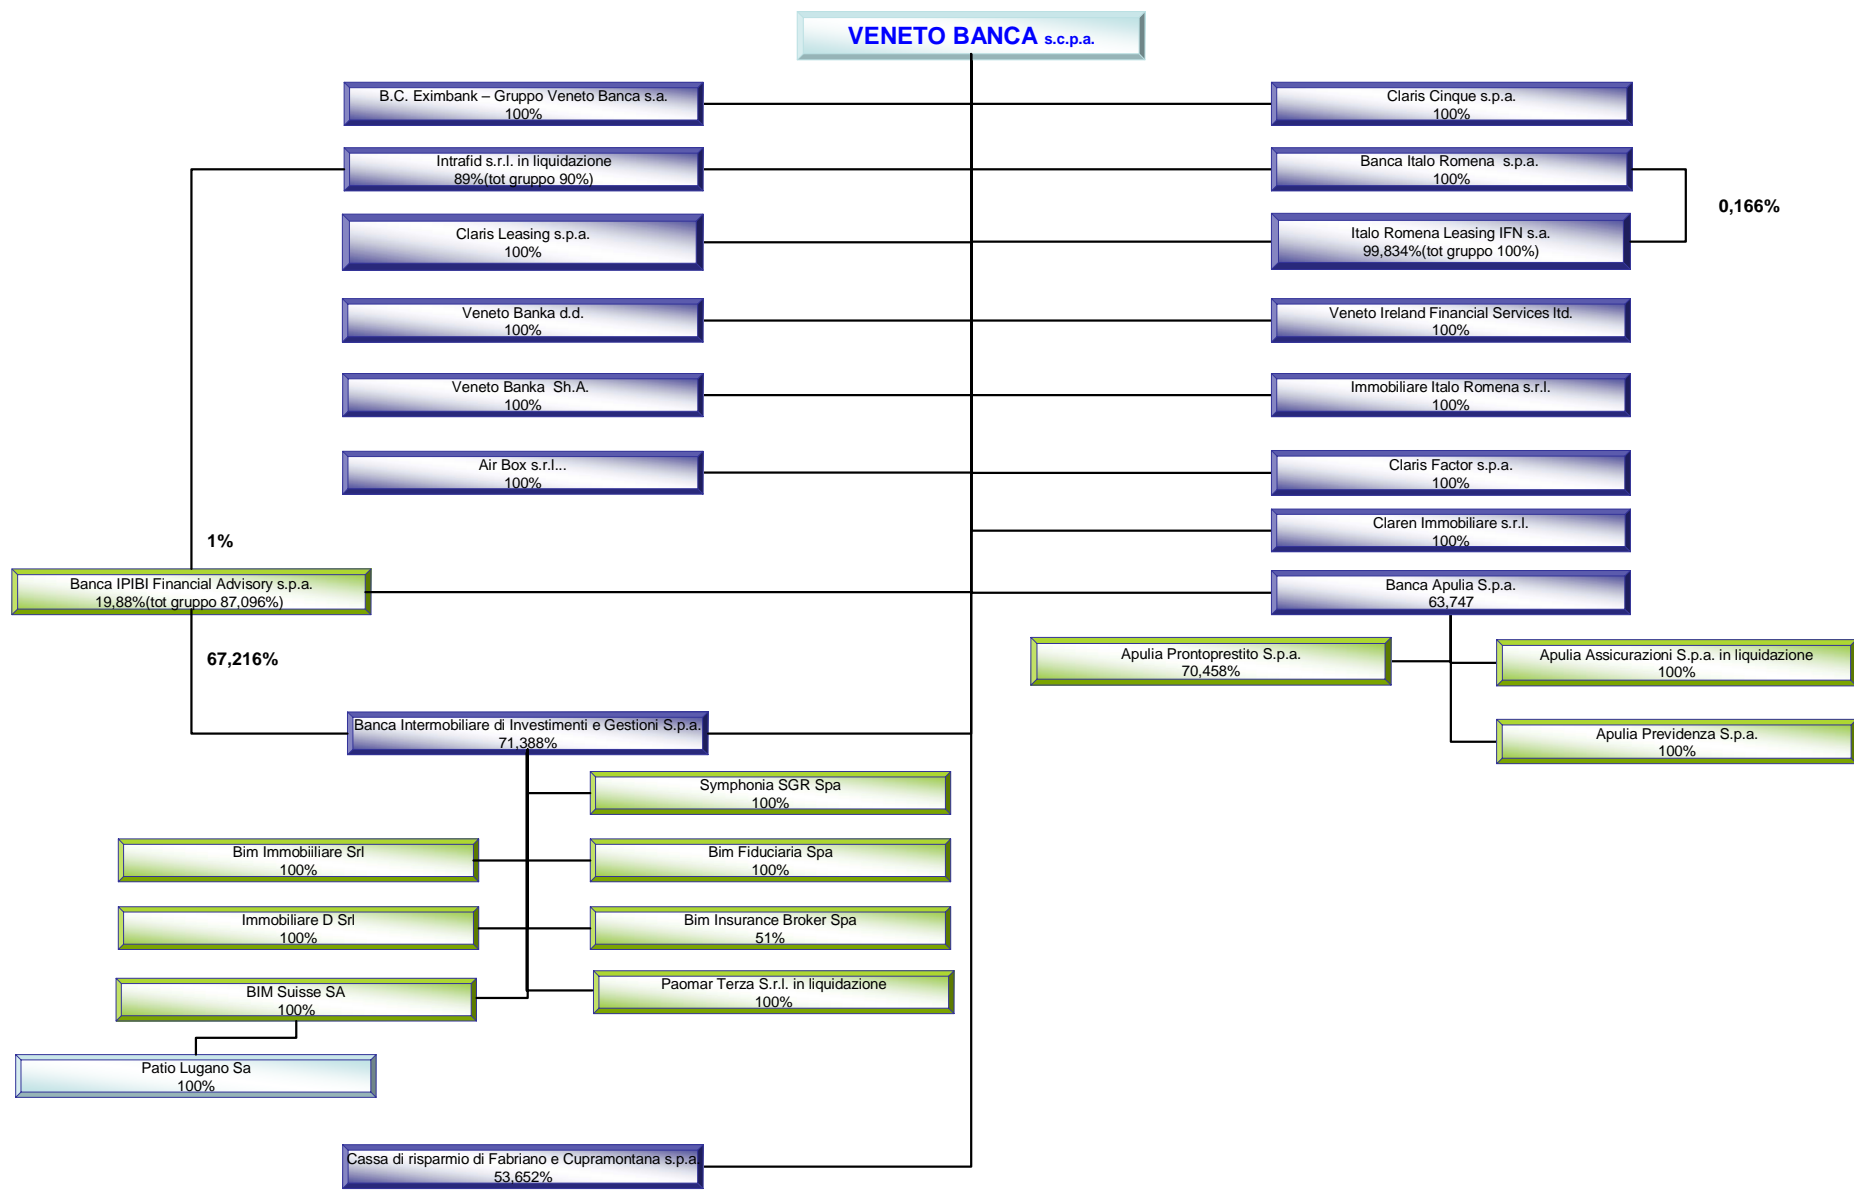 VENETO BANCA s.c.p.a.
B.C. Eximbank – Gruppo Veneto Banca s.a.
100%
Claris Cinque s.p.a.
100%
Intrafid s.r.l. in liquidazione
89%(tot gruppo 90%)
Banca Italo Romena s.p.a.
100%
0,166%
Claris Leasing s.p.a.
100%
Italo Romena Leasing IFN s.a.
99,834%(tot gruppo 100%)
Veneto Banka d.d.
100%
Veneto Ireland Financial Services ltd.
100%
Veneto Banka Sh.A.
100%
Immobiliare Italo Romena s.r.l.
100%
Air Box s.r.l...
100%
Claris Factor s.p.a.
100%
Claren Immobiliare s.r.l.
100%
1%
Banca IPIBI Financial Advisory s.p.a.
19,88%(tot gruppo 87,096%)
Banca Apulia S.p.a.
63,747
67,216%
Apulia Prontoprestito S.p.a.
70,458%
Apulia Assicurazioni S.p.a. in liquidazione
100%
Banca Intermobiliare di Investimenti e Gestioni S.p.a.
71,388%
Apulia Previdenza S.p.a.
100%
Symphonia SGR Spa
100%
Bim Immobiiliare Srl
100%
Bim Fiduciaria Spa
100%
Immobiliare D Srl
100%
Bim Insurance Broker Spa
51%
BIM Suisse SA
100%
Paomar Terza S.r.l. in liquidazione
100%
Patio Lugano Sa
100%
Cassa di risparmio di Fabriano e Cupramontana s.p.a
53,652%